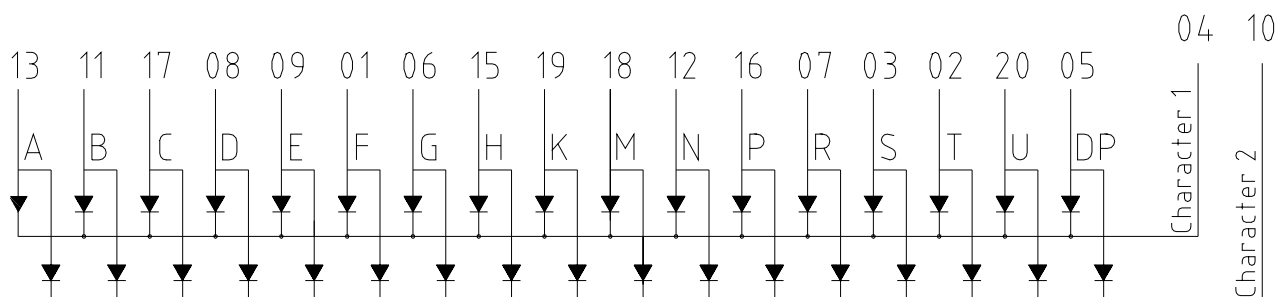 04 10
13 11 17 08 09 01 06 15 19 18 12 16 07 03 02 20 05
A B C D E F G H K M N P R S T U DP
Character 1
Character 2